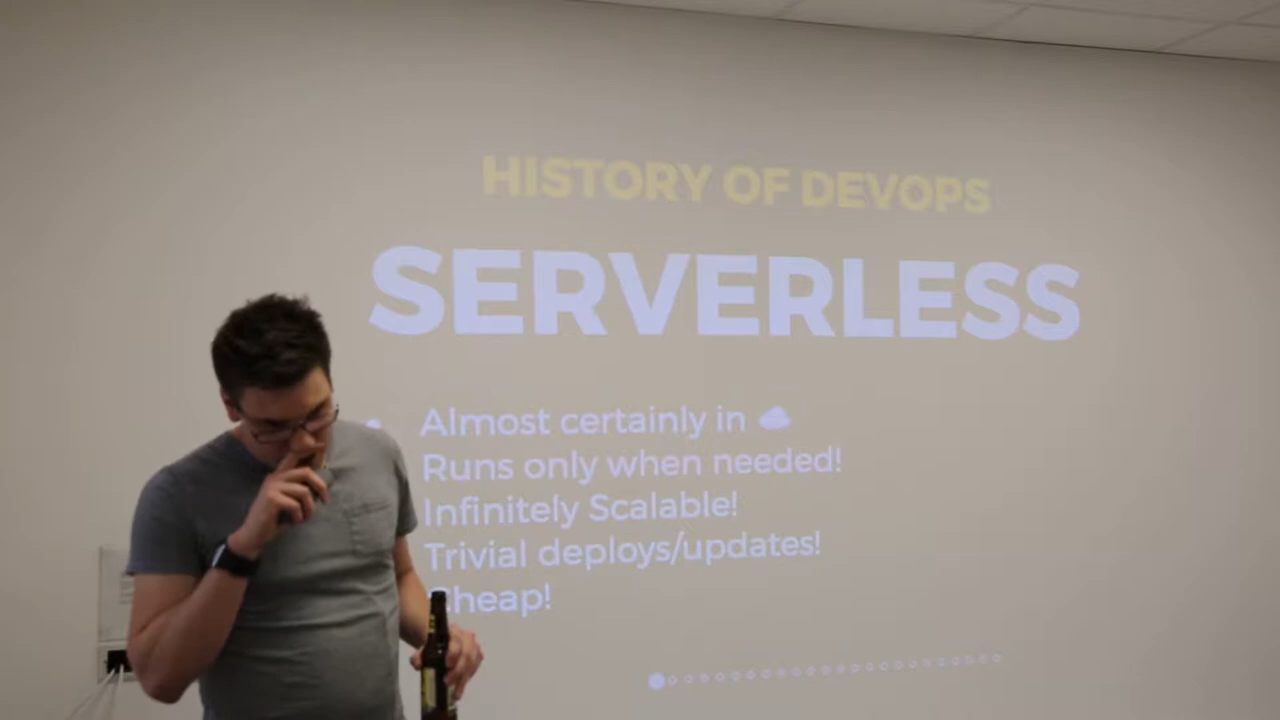 HISTORY OF DEVOPS
SERVERLESS
Almost certainly in
Runs only when needed!
Infinitely Scalable!
Trivial deploys/updates!
Cheap!